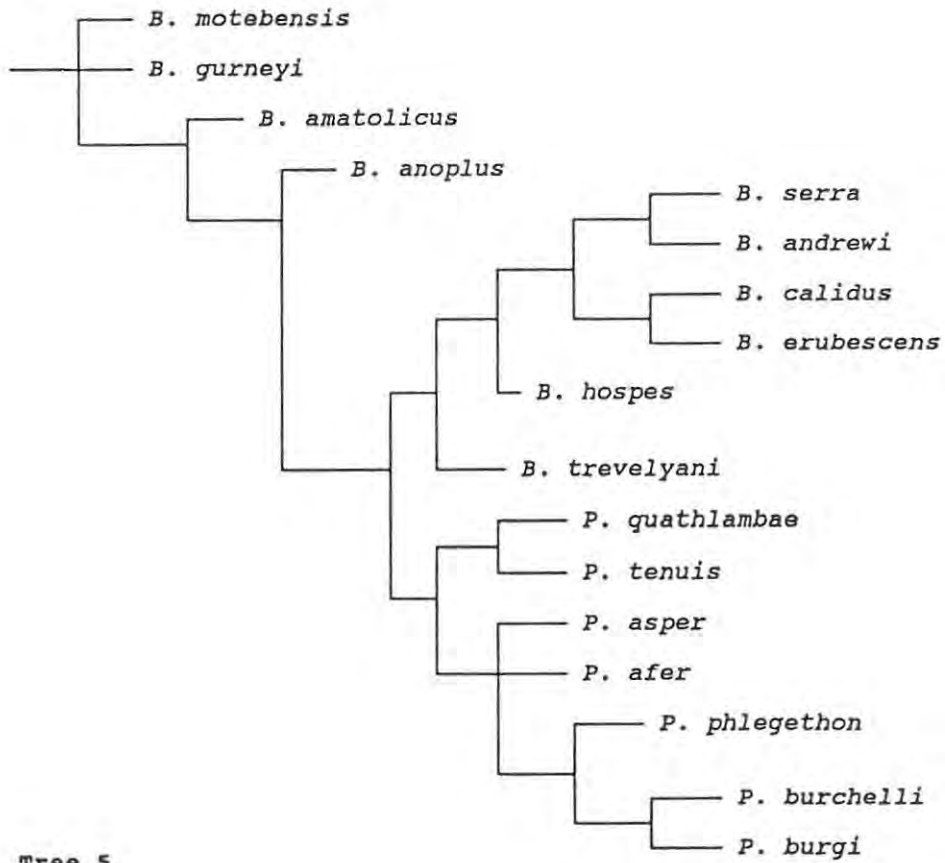 B. motebensis
B. gurneyi
B. amatolicus
B. anoplus
B. serra
B. andrewi
B. calidus
B. erubescens
B. hospes
B. trevelyani
P. quathlambae
P. tenuis
P. asper
P. afer
P. phlegethon
P. burchelli
P. burgi
Tree 5